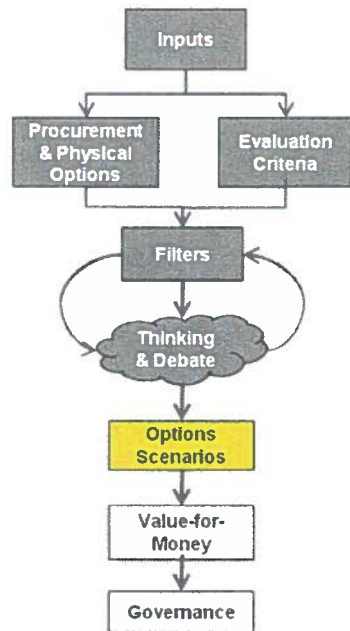 Inputs
Procurement
& Physical
Options
Evaluation
Criteria
Filters
Thinking
& Debate
Options
Scenarios
Value-for-
Money
Governance